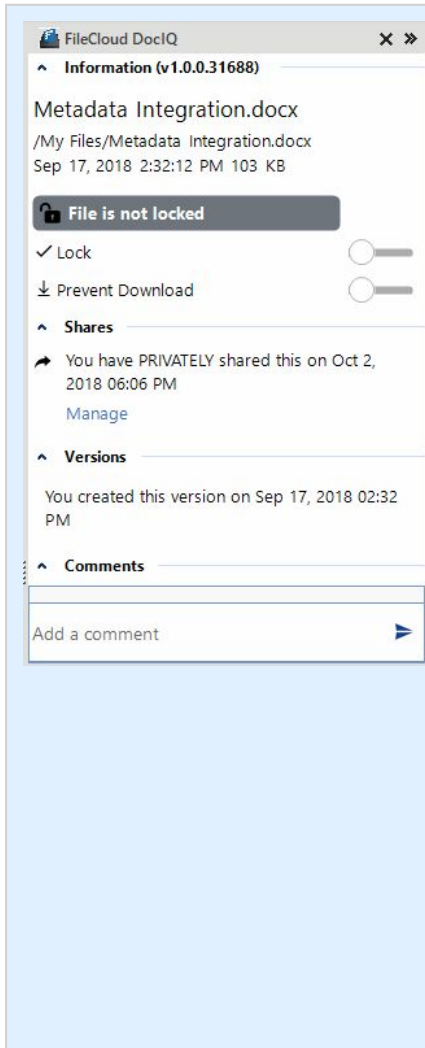 FileCloud DocIQ
Information (v1.0.0.31688)
Metadata Integration.docx
/My Files/Metadata Integration.docx
Sep 17, 2018 2:32:12 PM 103 KB
File is not locked
Lock
Prevent Download
Shares
You have PRIVATELY shared this on Oct 2,
2018 06:06 PM
Manage
Versions
You created this version on Sep 17, 2018 02:32
PM
Comments
Add a comment